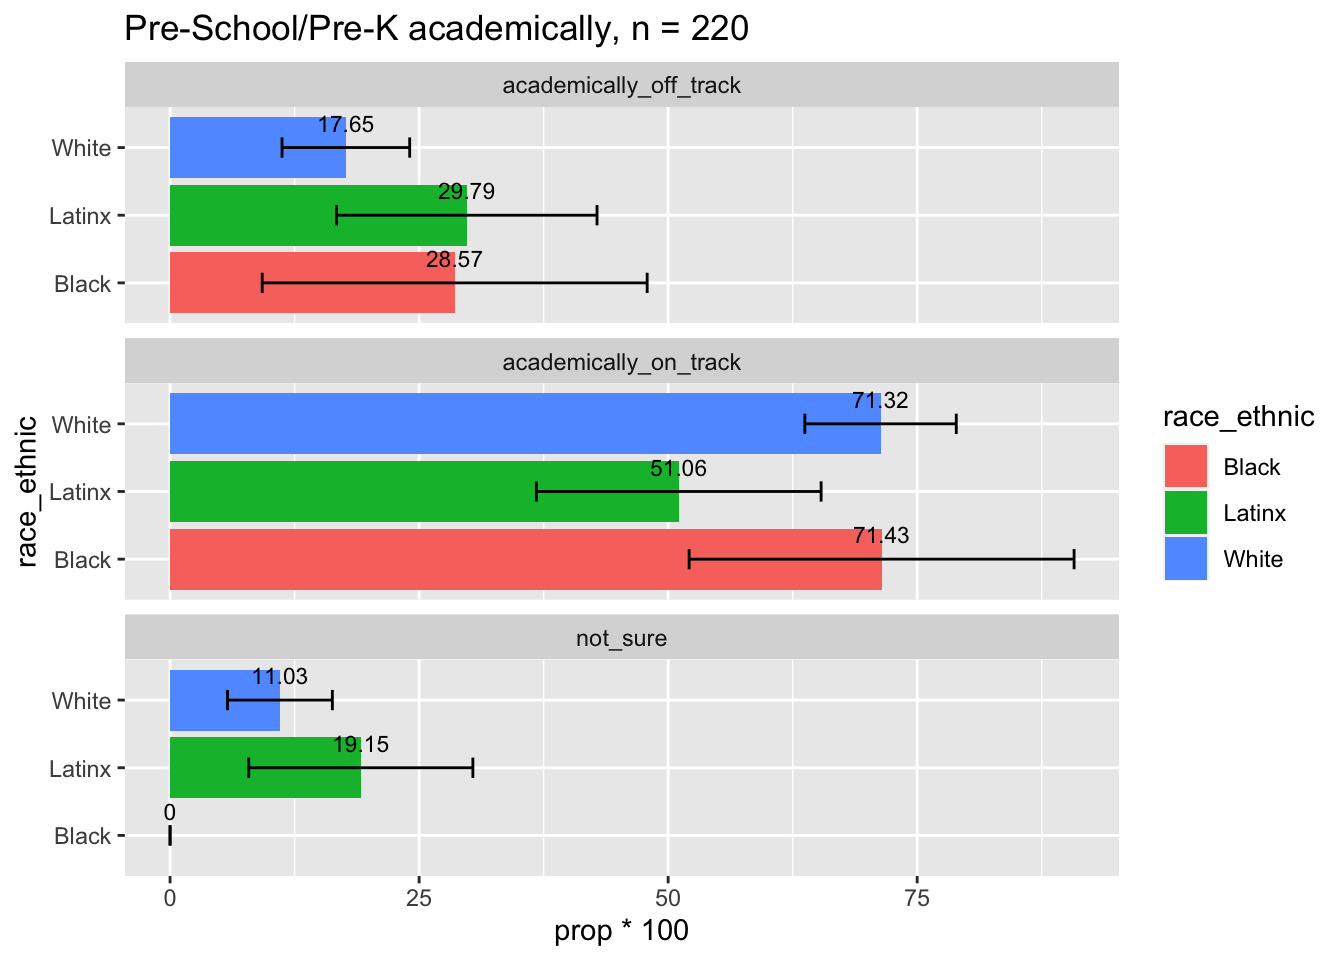 Pre-School/Pre-K academically, n = 220
academically_off_track
White
17.65
Latinx
29.79
Black
28.57
academically_on_track
White
71.32
Latinx
51.06
Black
71.43
not_sure
White
11.03
Latinx
19.15
Black
0
0
25
50
75
prop * 100
race_ethnic
race_ethnic
Black
Latinx
White